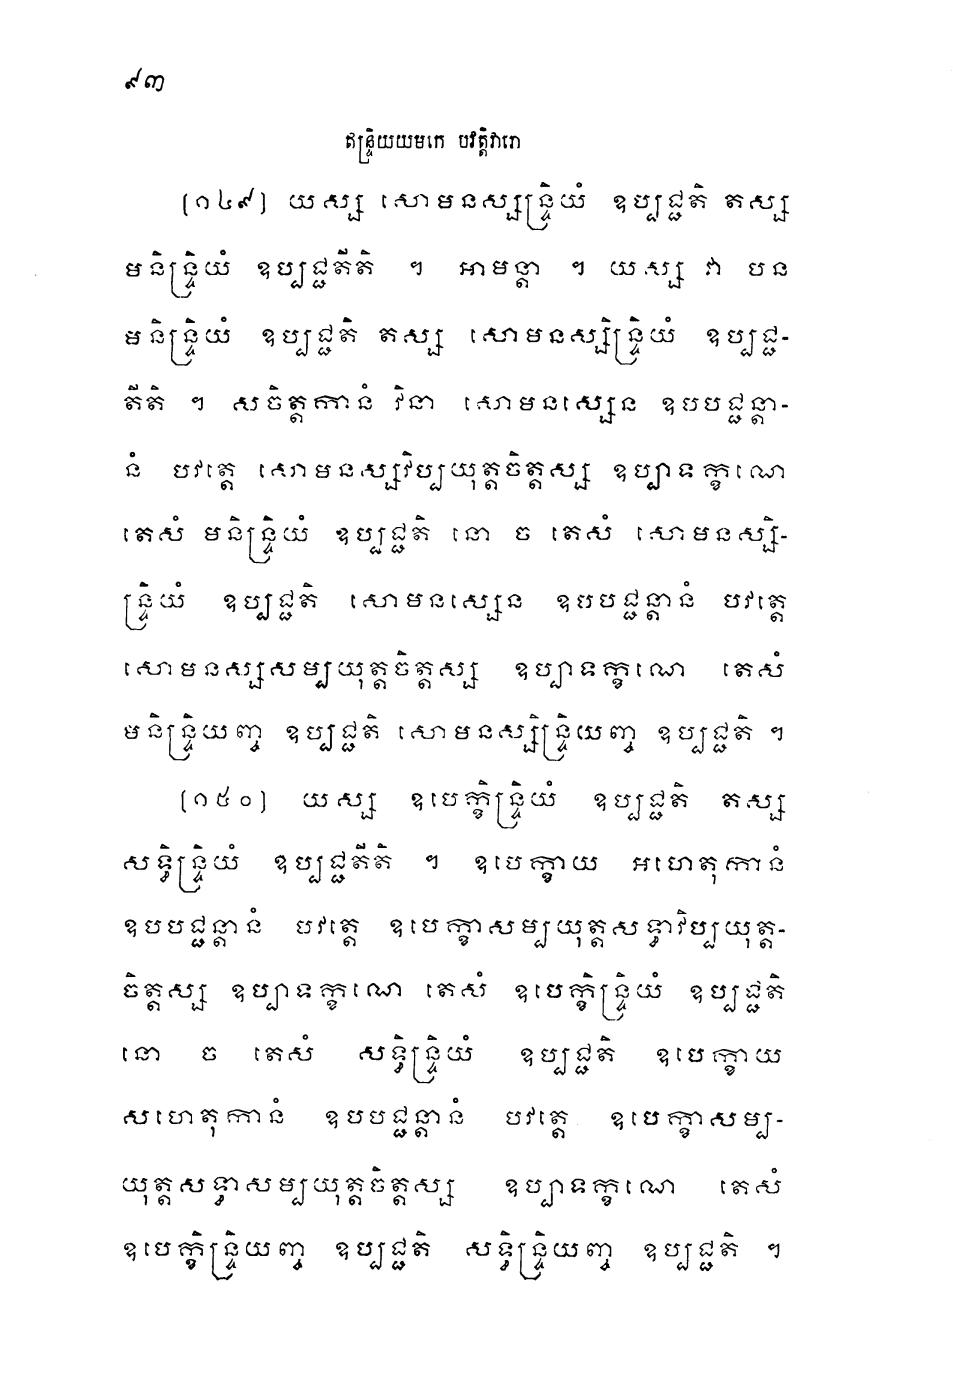 ៩៣
ឥន្ទ្រិយយមកេ បវត្តិវារោ
(១៤៩) យស្ស សោមនស្សន្ទ្រិយំ ឧប្បជ្ជតិ តស្ស
មនិន្ទ្រិយំ ឧប្បជ្ជតីតិ ។ អាមន្តា ។ យស្ស វា បន
មនិន្ទ្រិយំ ឧប្បជ្ជតិ តស្ស សោមនស្សិន្ទ្រិយំ ឧប្បជ្ជ-
តីតិ ។ សចិត្តកានំ វិនា សោមនស្សេន ឧបបជ្ជន្តា-
នំ បវត្តេ សោមនស្សវិប្បយុត្តចិត្តស្ស ឧប្បាទក្ខណេ
តេសំ មនិន្ទ្រិយំ ឧប្បជ្ជតិ នោ ច តេសំ សោមនស្សិ-
ន្ទ្រិយំ ឧប្បជ្ជតិ សោមនស្សេន ឧបបជ្ជន្តានំ បវត្តេ
សោមនស្សសម្បយុត្តចិត្តស្ស ឧប្បាទក្ខណេ តេសំ
មនិន្ទ្រិយញ្ច ឧប្បជ្ជតិ សោមនស្សិន្ទ្រិយញ្ច ឧប្បជ្ជតិ ។
(១៥០) យស្ស ឧបេក្ខិន្ទ្រិយំ ឧប្បជ្ជតិ តស្ស
សទ្ធិន្ទ្រិយំ ឧប្បជ្ជតីតិ ។ ឧបេក្ខាយ អហេតុកានំ
ឧបបជ្ជន្តានំ បវត្តេ ឧបេក្ខាសម្បយុត្តសទ្ធាវិប្បយុត្ត-
ចិត្តស្ស ឧប្បាទក្ខណេ តេសំ ឧបេក្ខិន្ទ្រិយំ ឧប្បជ្ជតិ
នោ ច តេសំ សទ្ធិន្ទ្រិយំ ឧប្បជ្ជតិ ឧបេក្ខាយ
សហេតុកានំ ឧបបជ្ជន្តានំ បវត្តេ ឧបេក្ខាសម្ប-
យុត្តសទ្ធាសម្បយុត្តចិត្តស្ស ឧប្បាទក្ខណេ តេសំ
ឧបេក្ខិន្ទ្រិយញ្ច ឧប្បជ្ជតិ សទ្ធិន្ទ្រិយញ្ច ឧប្បជ្ជតិ ។